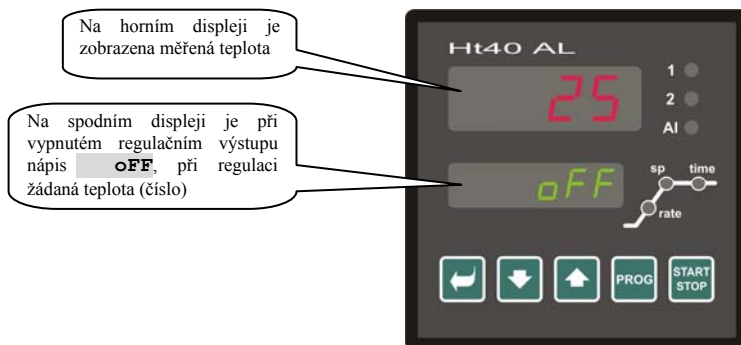 Na horním displeji je
zobrazena měřená teplota
Na spodním displeji je při
vypnutém regulačním výstupu
nápis oFF, při regulaci
žádaná teplota (číslo)
Ht40 AL
25
1
2
Al
oFF
sp time
rate
PROG
START
STOP